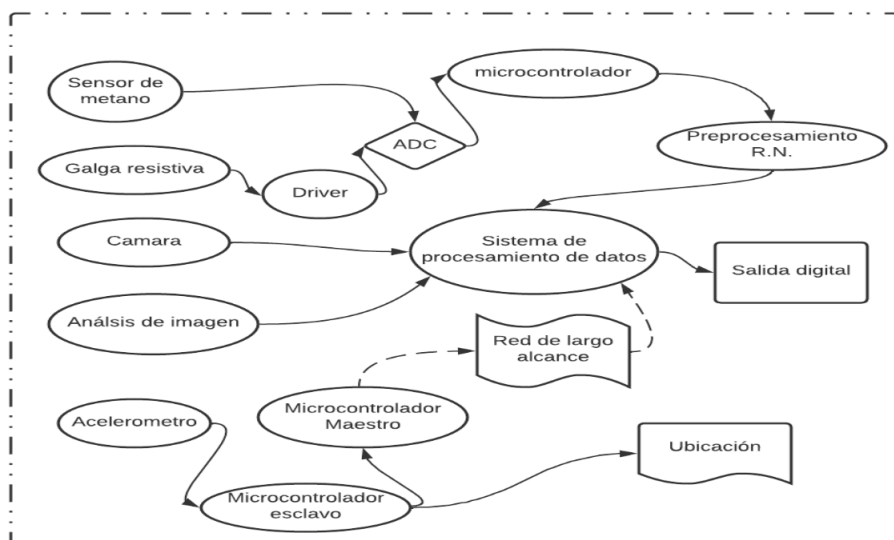 Sensor de
metano
microcontrolador
ADC
Preprocesamiento
R.N.
Galga resistiva
Driver
Camara
Sistema de
procesamiento de datos
Salida digital
Análsis de imagen
Red de largo
alcance
Acelerometro
Microcontrolador
Maestro
Ubicación
Microcontrolador
esclavo